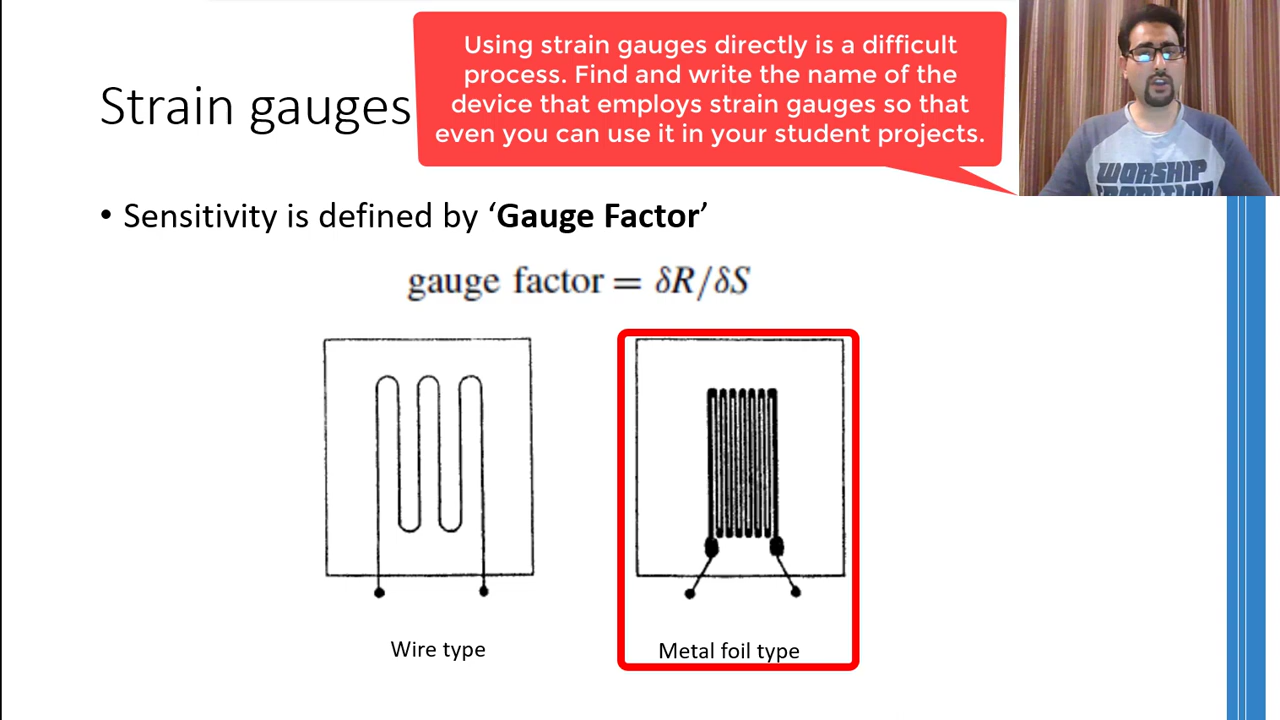 Using strain gauges directly is a difficult
process. Find and write the name of the
device that employs strain gauges so that
even you can use it in your student projects.
Strain gauges
WORSHIP
• Sensitivity is defined by ‘Gauge Factor’
gauge factor = δR/δS
Wire type
Metal foil type